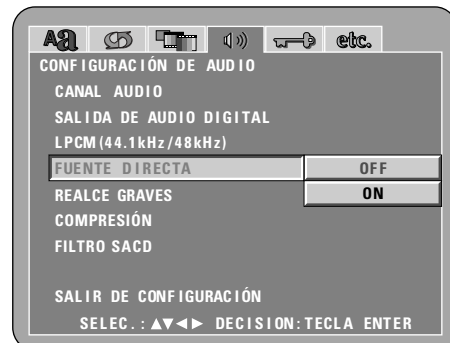 Aa etc.
CONFIGURACIÓN DE AUDIO
CANAL AUDIO
SALIDA DE AUDIO DIGITAL
LPCM (44.1kHz/48kHz)
FUENTE DIRECTA OFF
REALCE GRAVES ON
COMPRESIÓN
FILTRO SACD
SALIR DE CONFIGURACIÓN
SELEC.:▲▼◄► DECISION:TECLA ENTER